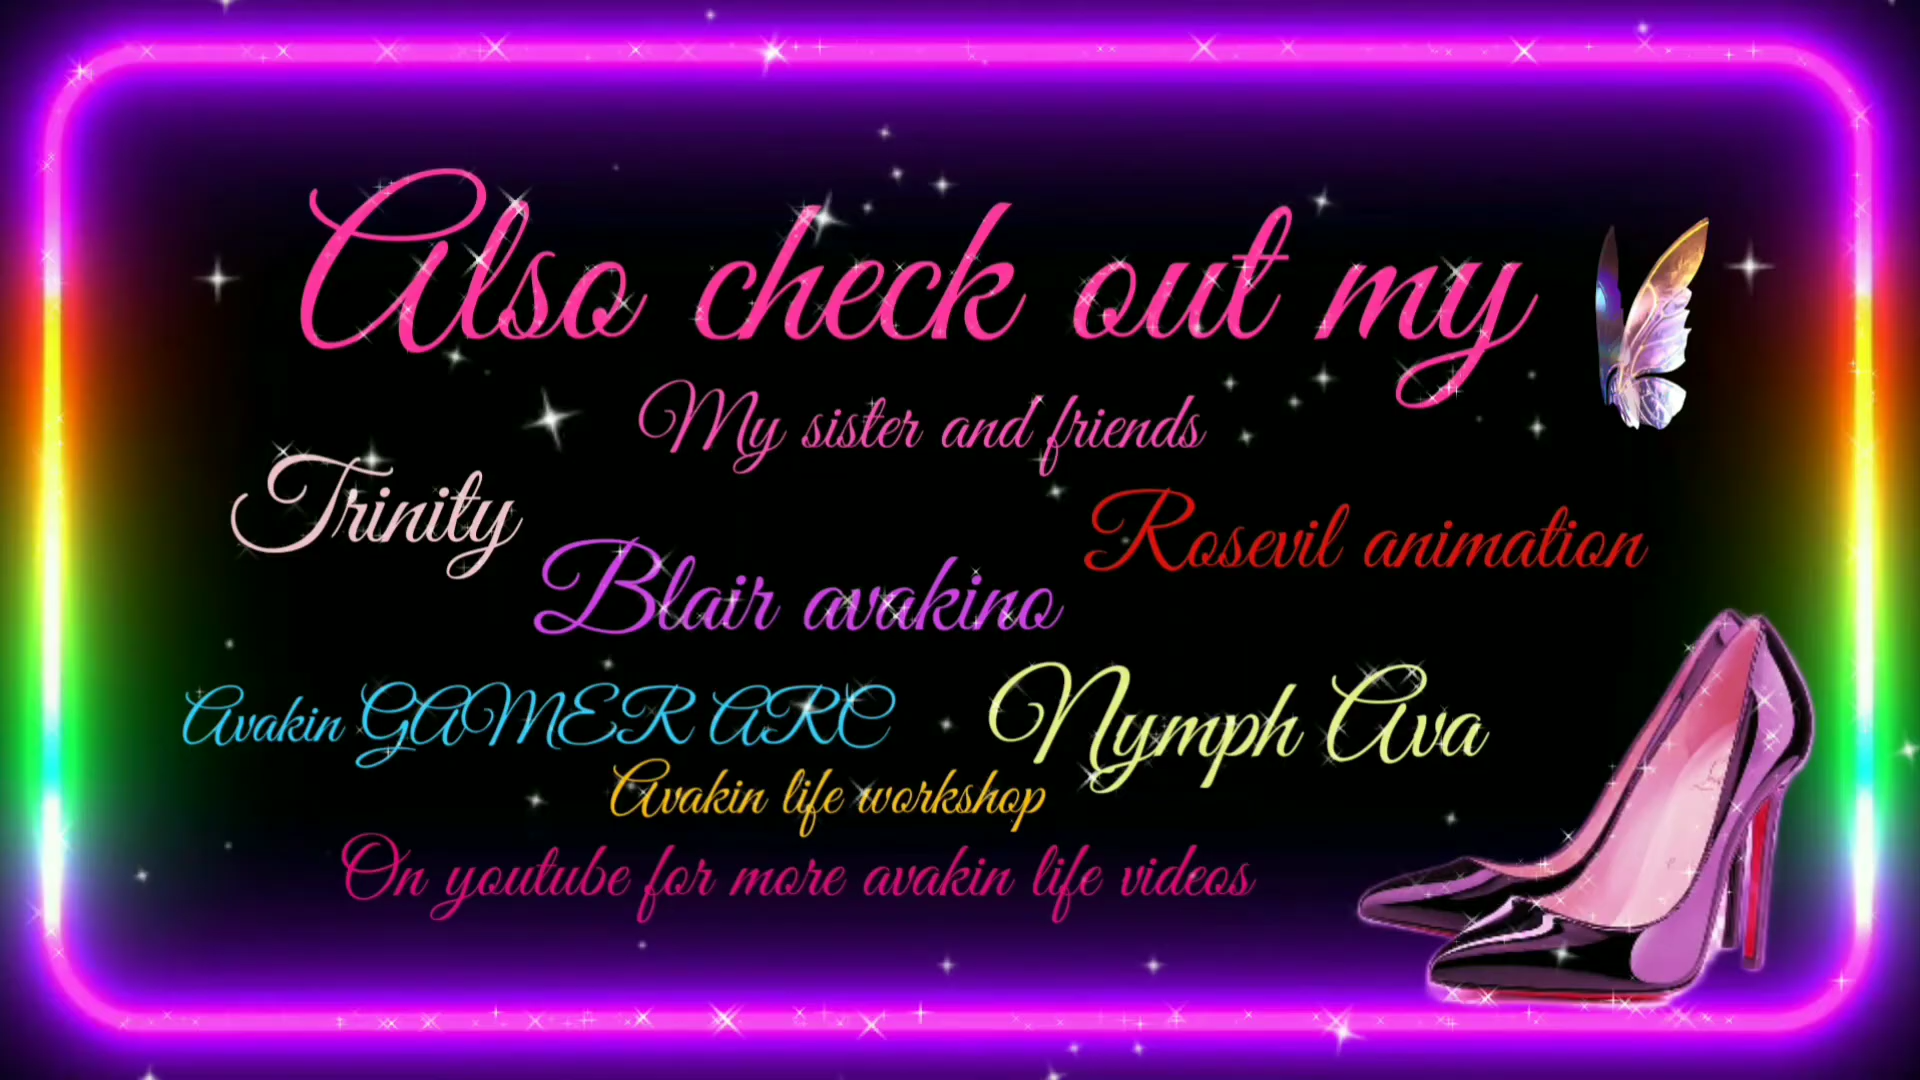 Also check out my
My sister and friends
Trinity
Rosevil animation
Blair avakino
Avakin GAMER ARC
Nymph Ava
Avakin life workshop
On youtube for more avakin life videos